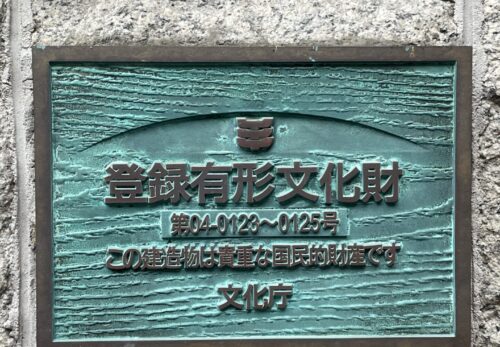 登録有形文化財
第04-0123～0125号
この建造物は貴重な国民的財産です
文化庁